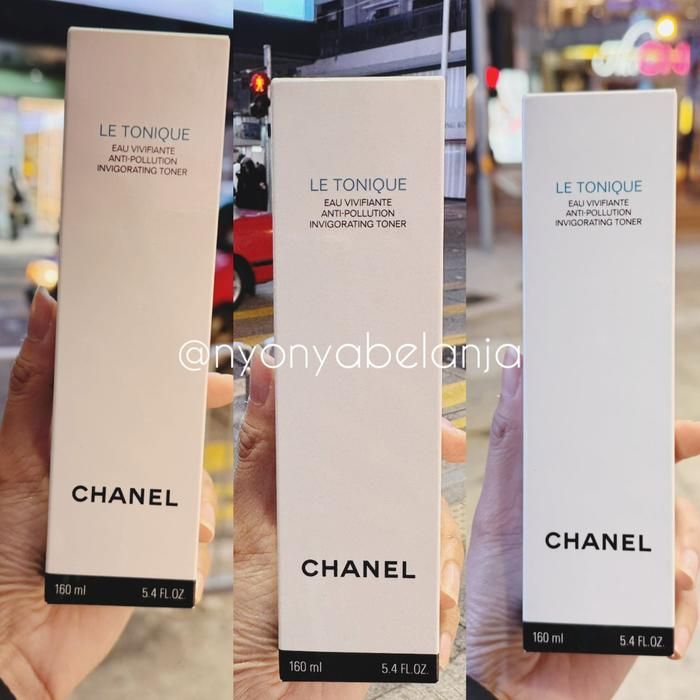 LE TONIQUE
EAU VIVIFIANTE
ANTI-POLLUTION
INVIGORATING TONER
CHANEL
160 ml 5.4 FL.OZ.
LE TONIQUE
EAU VIVIFIANTE
ANTI-POLLUTION
INVIGORATING TONER
CHANEL
160 ml 5.4 FL.OZ.
LE TONIQUE
EAU VIVIFIANTE
ANTI-POLLUTION
INVIGORATING TONER
CHANEL
160 ml 5.4 FL.OZ.
@nyonyabelanja